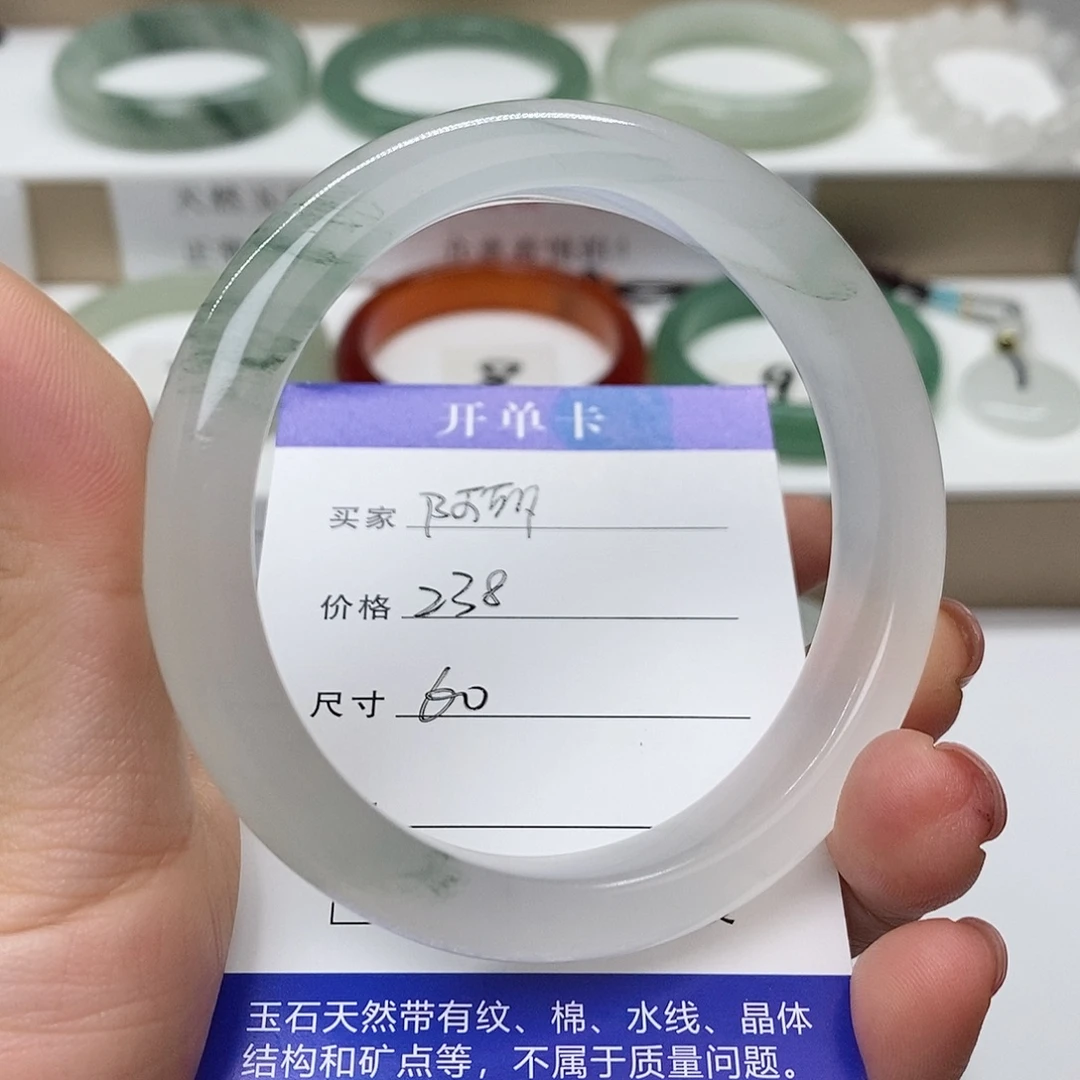 开单卡
买家
价格 238
尺寸 60
玉石天然带有纹、棉、水线、晶体
结构和矿点等，不属于质量问题。